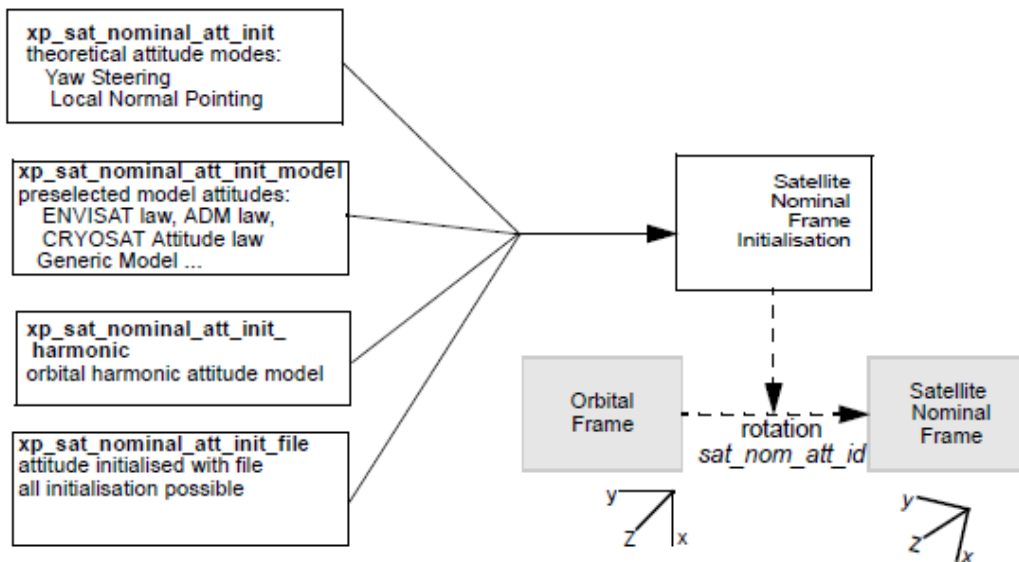 xp_sat_nominal_att_init
theoretical attitude modes:
Yaw Steering
Local Normal Pointing
xp_sat_nominal_att_init_model
preselected model attitudes:
ENVISAT law, ADM law,
CRYOSAT Attitude law
Generic Model ...
xp_sat_nominal_att_init_
harmonic
orbital harmonic attitude model
xp_sat_nominal_att_init_file
attitude initialised with file
all initialisation possible
Satellite
Nominal
Frame
Initialisation
Orbital
Frame
rotation
sat_nom_att_id
Satellite
Nominal
Frame
y
Z
x
y
Z
x